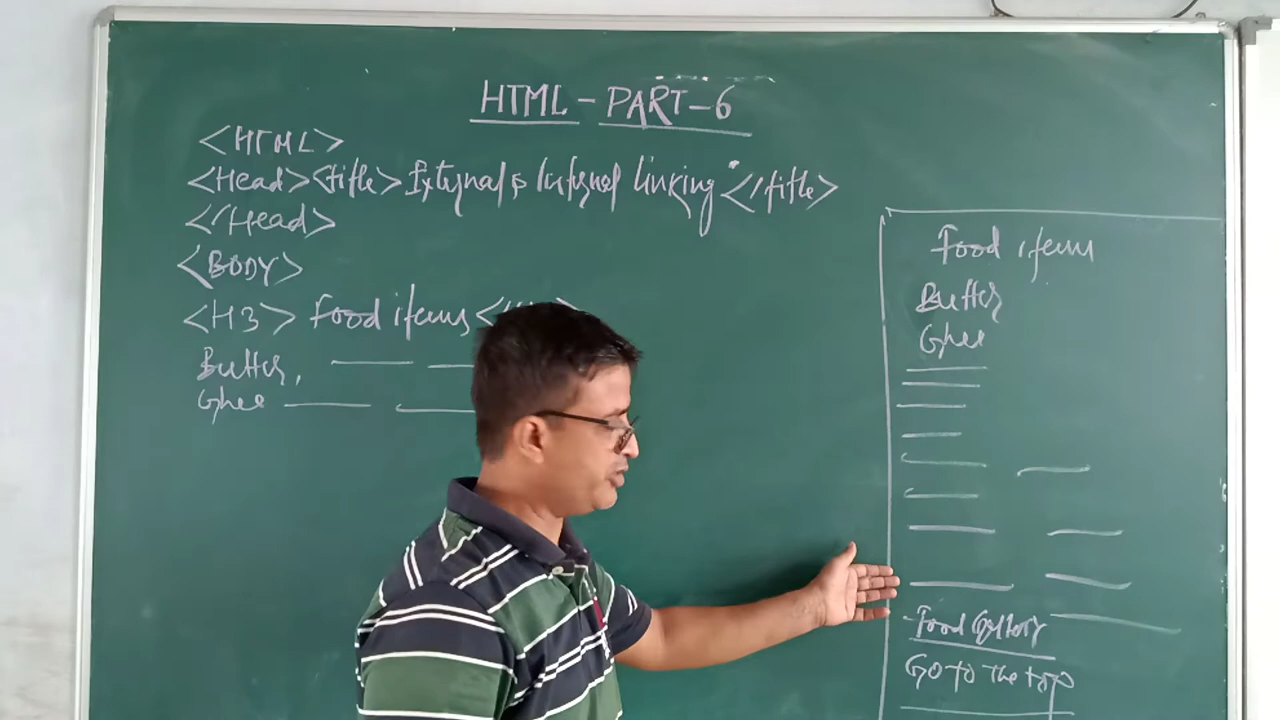 HTML - PART-6
<HTML>
<Head><title> External & Internal linking </title>
</Head>
<BODY>
<H3> Food items </
Butter,
Ghee
Food items
Butter
Ghee
Food Gallery
Go to the top